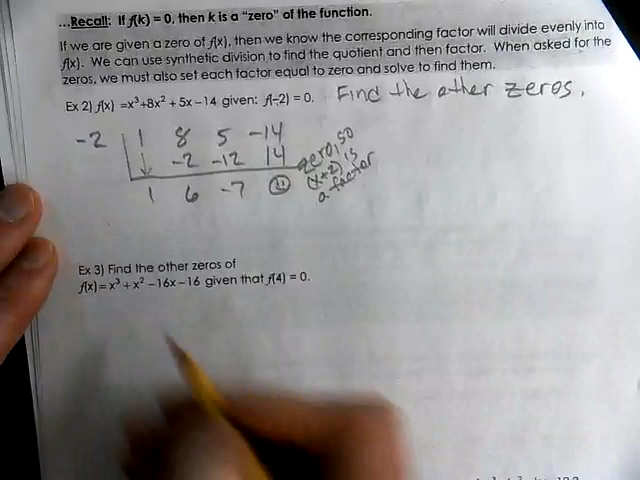 ...Recall: If f(k) = 0, then k is a "zero" of the function.
If we are given a zero of f(x), then we know the corresponding factor will divide evenly into
f(x). We can use synthetic division to find the quotient and then factor. When asked for the
zeros, we must also set each factor equal to zero and solve to find them.
Ex 2) f(x) =x³+8x² + 5x – 14 given: f(–2) = 0. Find the other zeros.
-2 | 1 8 5 -14
↓ -2 -12 14
1 6 -7
zero, so
(x+2) is
a factor
Ex 3) Find the other zeros of
f(x) = x³ + x² – 16x – 16 given that f(4) = 0.